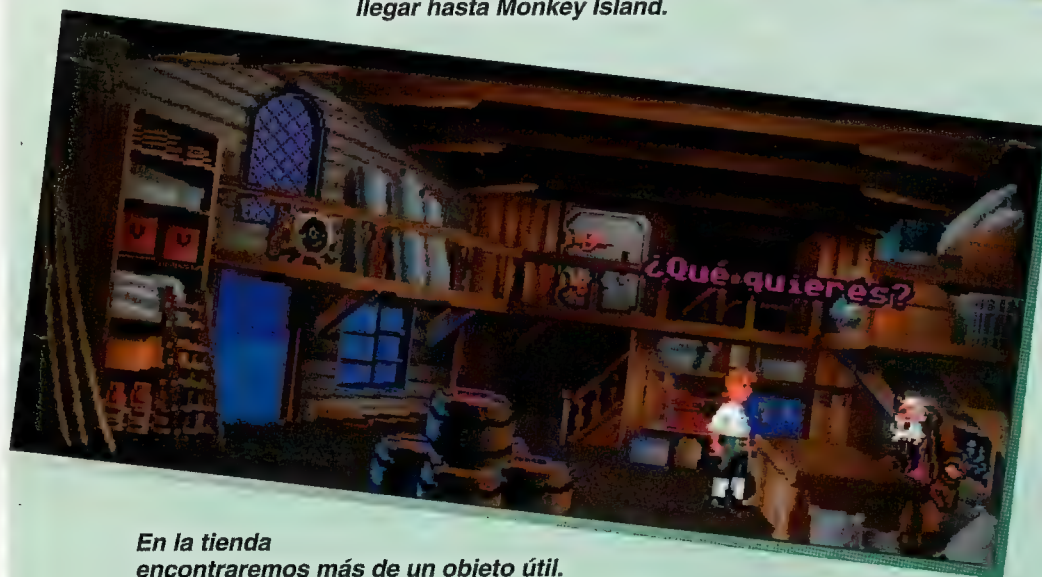 llegar hasta Monkey Island.
¿Qué quieres?
En la tienda
encontraremos más de un objeto útil.